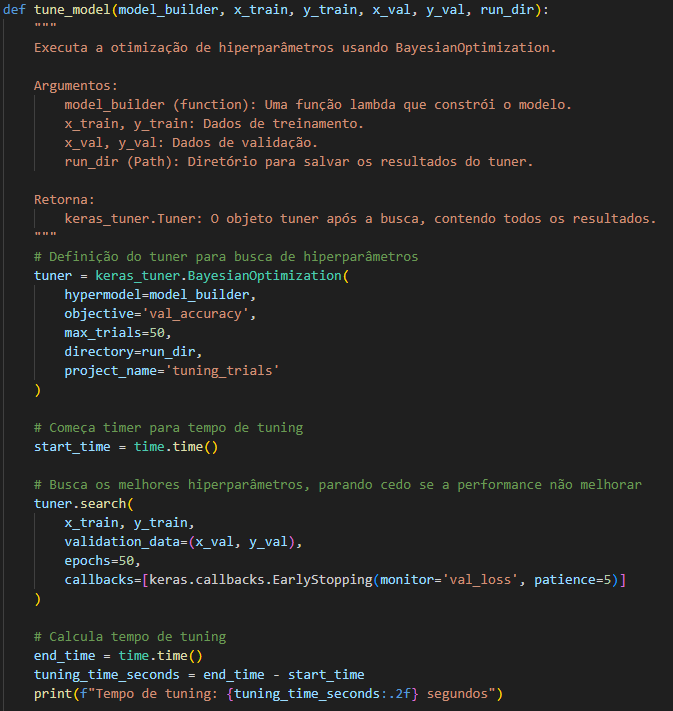 def tune_model(model_builder, x_train, y_train, x_val, y_val, run_dir):
    """
    Executa a otimização de hiperparâmetros usando BayesianOptimization.

    Argumentos:
        model_builder (function): Uma função lambda que constrói o modelo.
        x_train, y_train: Dados de treinamento.
        x_val, y_val: Dados de validação.
        run_dir (Path): Diretório para salvar os resultados do tuner.

    Retorna:
        keras_tuner.Tuner: O objeto tuner após a busca, contendo todos os resultados.
    """
    # Definição do tuner para busca de hiperparâmetros
    tuner = keras_tuner.BayesianOptimization(
        hypermodel=model_builder,
        objective='val_accuracy',
        max_trials=50,
        directory=run_dir,
        project_name='tuning_trials'
    )

    # Começa timer para tempo de tuning
    start_time = time.time()

    # Busca os melhores hiperparâmetros, parando cedo se a performance não melhorar
    tuner.search(
        x_train, y_train,
        validation_data=(x_val, y_val),
        epochs=50,
        callbacks=[keras.callbacks.EarlyStopping(monitor='val_loss', patience=5)]
    )

    # Calcula tempo de tuning
    end_time = time.time()
    tuning_time_seconds = end_time - start_time
    print(f"Tempo de tuning: {tuning_time_seconds:.2f} segundos")